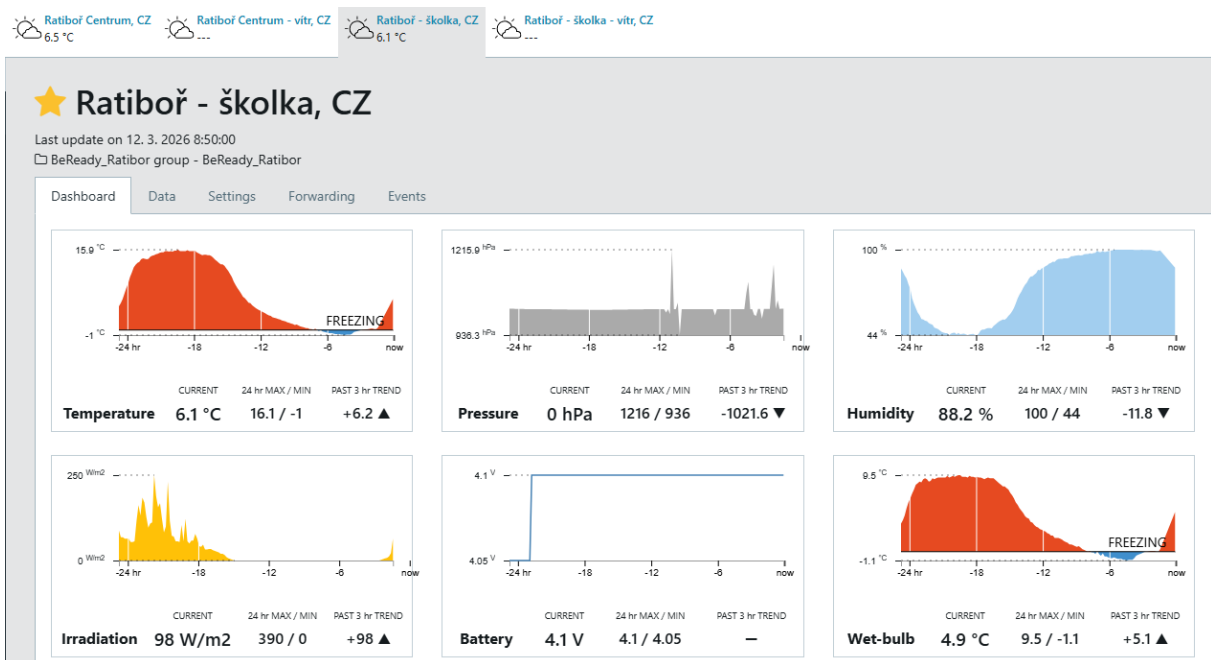 Ratiboř Centrum, CZ
6.5 °C
Ratiboř Centrum - vítr, CZ
---
Ratiboř - školka, CZ
6.1 °C
Ratiboř - školka - vítr, CZ
---
Ratiboř - školka, CZ
Last update on 12. 3. 2026 8:50:00
BeReady_Ratibor group - BeReady_Ratibor
Dashboard Data Settings Forwarding Events
15.9 °C
FREEZING
-1 °C
-24 hr -18 -12 -6 now
CURRENT 24 hr MAX / MIN PAST 3 hr TREND
Temperature 6.1 °C 16.1 / -1 +6.2 ▲
1215.9 hPa
936.3 hPa
-24 hr -18 -12 -6 now
CURRENT 24 hr MAX / MIN PAST 3 hr TREND
Pressure 0 hPa 1216 / 936 -1021.6 ▼
100 %
44 %
-24 hr -18 -12 -6 now
CURRENT 24 hr MAX / MIN PAST 3 hr TREND
Humidity 88.2 % 100 / 44 -11.8 ▼
250 W/m2
0 W/m2
-24 hr -18 -12 -6 now
CURRENT 24 hr MAX / MIN PAST 3 hr TREND
Irradiation 98 W/m2 390 / 0 +98 ▲
4.1 V
4.05 V
-24 hr -18 -12 -6 now
CURRENT 24 hr MAX / MIN PAST 3 hr TREND
Battery 4.1 V 4.1 / 4.05 –
9.5 °C
FREEZING
-1.1 °C
-24 hr -18 -12 -6 now
CURRENT 24 hr MAX / MIN PAST 3 hr TREND
Wet-bulb 4.9 °C 9.5 / -1.1 +5.1 ▲